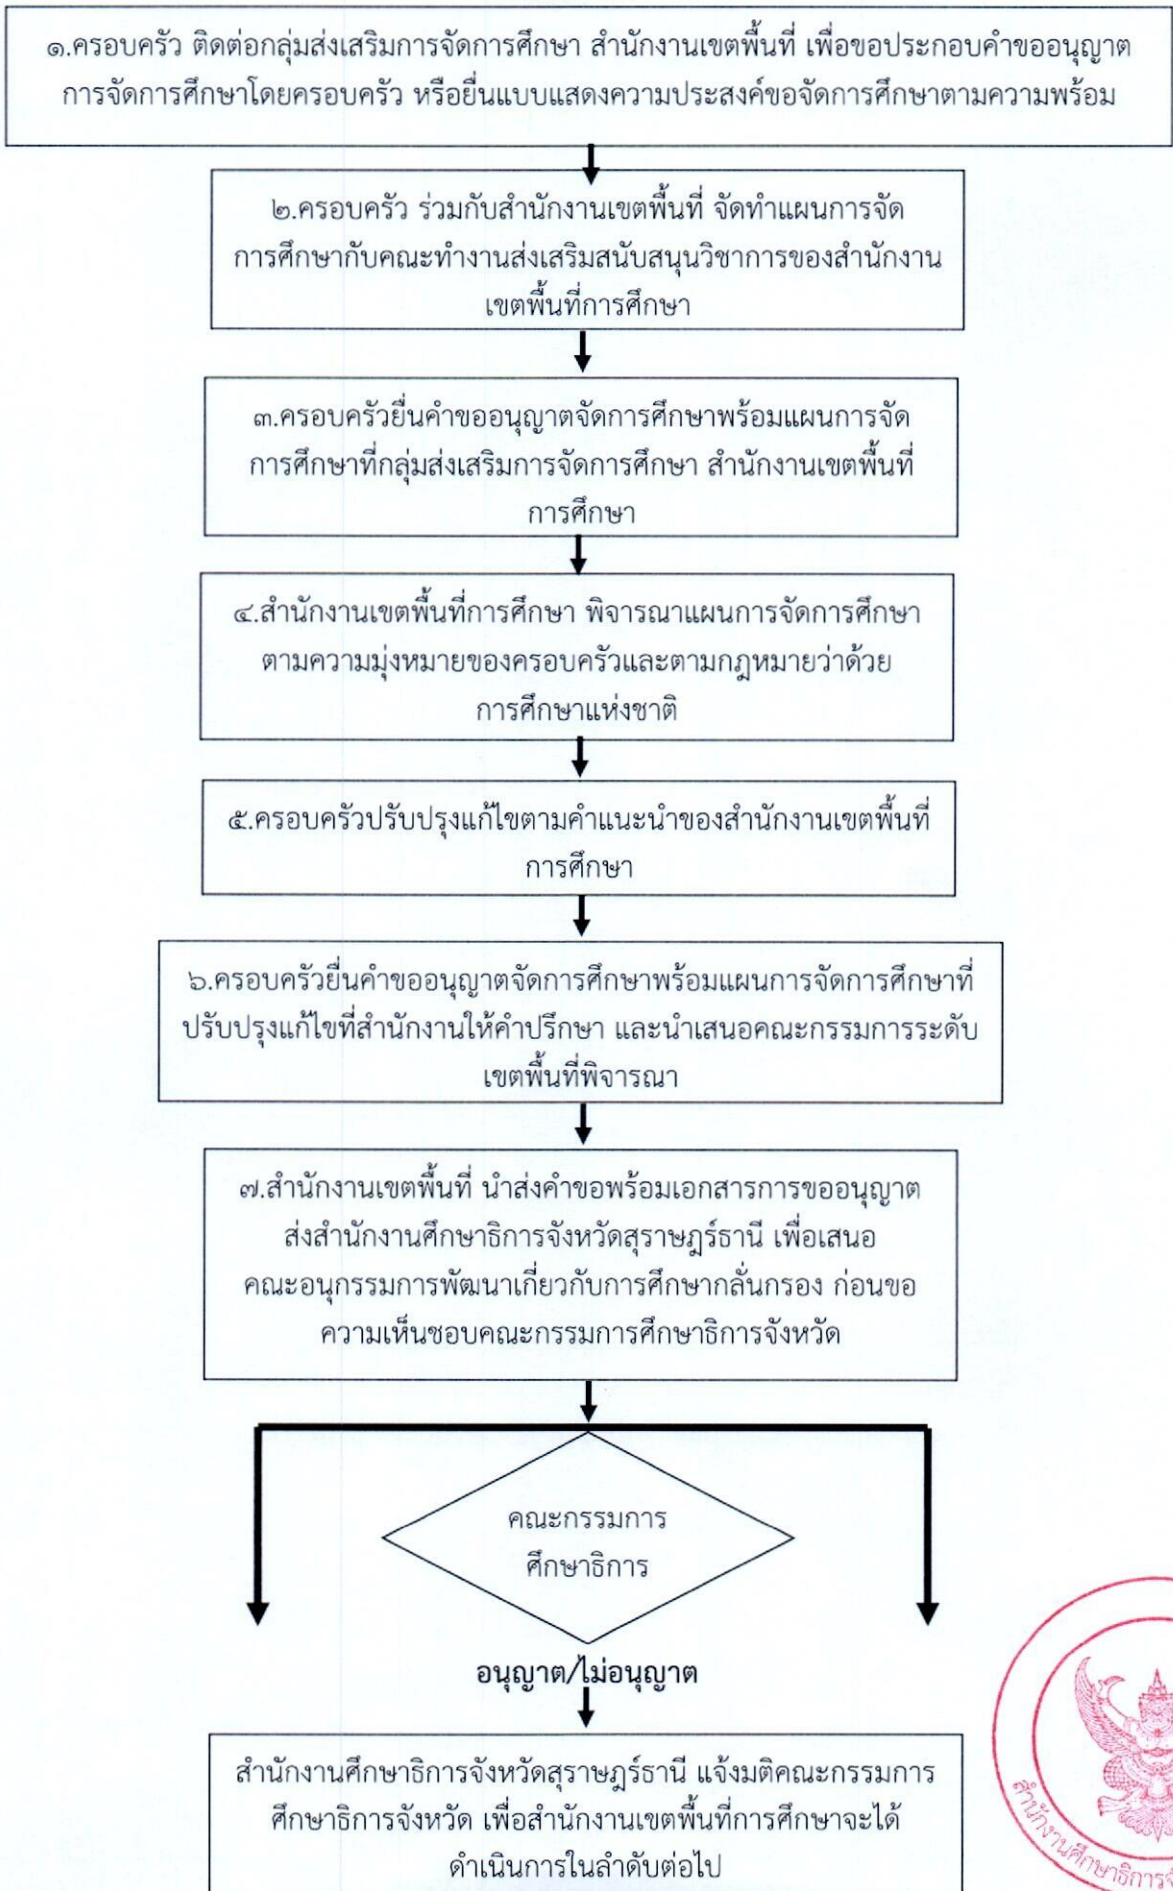 ๑.ครอบครัว ติดต่อกลุ่มส่งเสริมการจัดการศึกษา สำนักงานเขตพื้นที่ เพื่อขอประกอบคำขออนุญาต
การจัดการศึกษาโดยครอบครัว หรือยื่นแบบแสดงความประสงค์ขอจัดการศึกษาตามความพร้อม
๒.ครอบครัว ร่วมกับสำนักงานเขตพื้นที่ จัดทำแผนการจัด
การศึกษากับคณะทำงานส่งเสริมสนับสนุนวิชาการของสำนักงาน
เขตพื้นที่การศึกษา
๓.ครอบครัวยื่นคำขออนุญาตจัดการศึกษาพร้อมแผนการจัด
การศึกษาที่กลุ่มส่งเสริมการจัดการศึกษา สำนักงานเขตพื้นที่
การศึกษา
๔.สำนักงานเขตพื้นที่การศึกษา พิจารณาแผนการจัดการศึกษา
ตามความมุ่งหมายของครอบครัวและตามกฎหมายว่าด้วย
การศึกษาแห่งชาติ
๕.ครอบครัวปรับปรุงแก้ไขตามคำแนะนำของสำนักงานเขตพื้นที่
การศึกษา
๖.ครอบครัวยื่นคำขออนุญาตจัดการศึกษาพร้อมแผนการจัดการศึกษาที่
ปรับปรุงแก้ไขที่สำนักงานให้คำปรึกษา และนำเสนอคณะกรรมการระดับ
เขตพื้นที่พิจารณา
๗.สำนักงานเขตพื้นที่ นำส่งคำขอพร้อมเอกสารการขออนุญาต
ส่งสำนักงานศึกษาธิการจังหวัดสุราษฎร์ธานี เพื่อเสนอ
คณะอนุกรรมการพัฒนาเกี่ยวกับการศึกษากลั่นกรอง ก่อนขอ
ความเห็นชอบคณะกรรมการศึกษาธิการจังหวัด
คณะกรรมการ
ศึกษาธิการ
อนุญาต/ไม่อนุญาต
สำนักงานศึกษาธิการจังหวัดสุราษฎร์ธานี แจ้งมติคณะกรรมการ
ศึกษาธิการจังหวัด เพื่อสำนักงานเขตพื้นที่การศึกษาจะได้
ดำเนินการในลำดับต่อไป
สำนักงานศึกษาธิการ